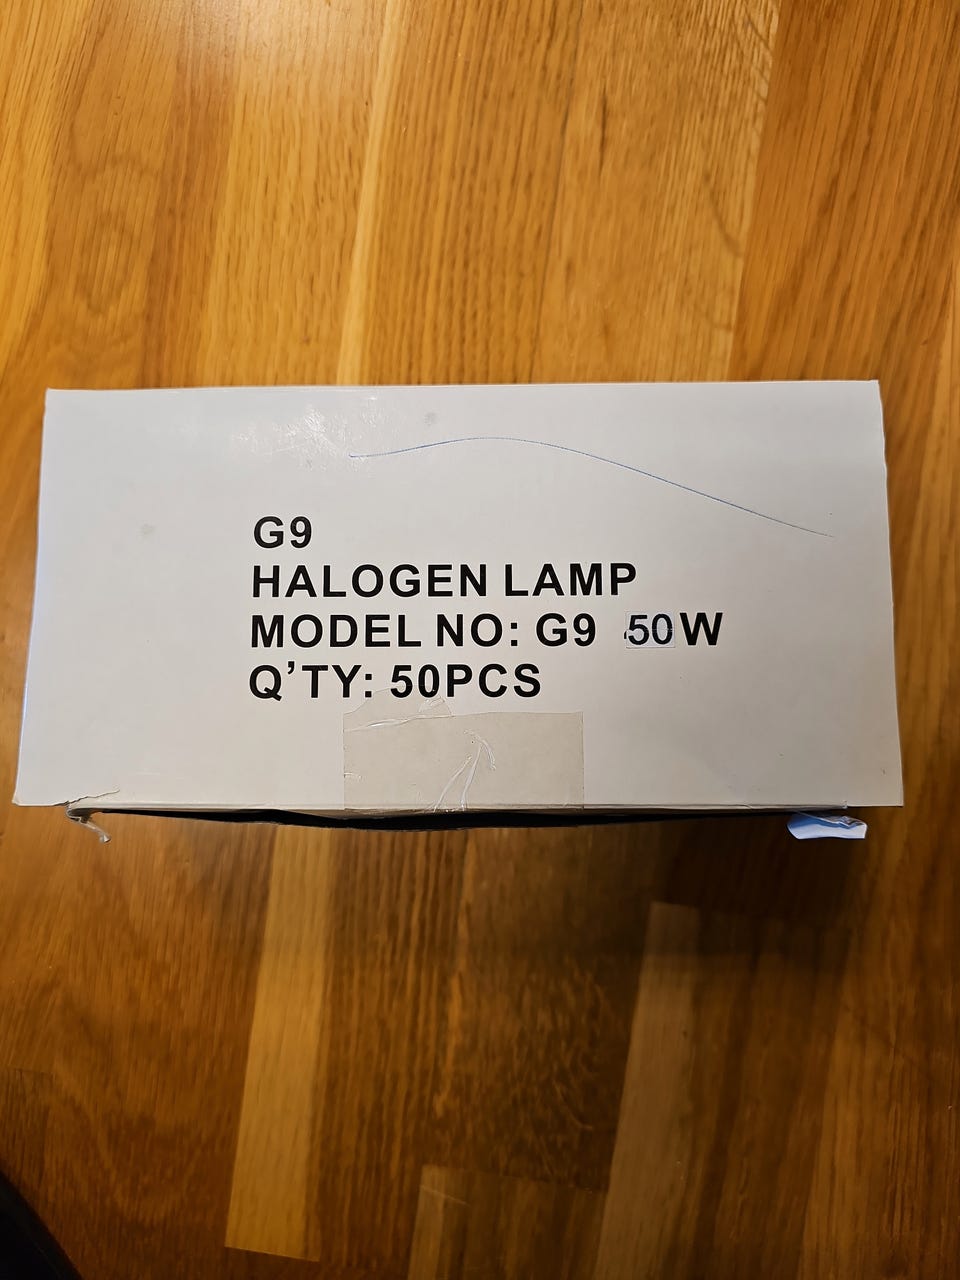 G9
HALOGEN LAMP
MODEL NO: G9 50W
Q'TY: 50PCS